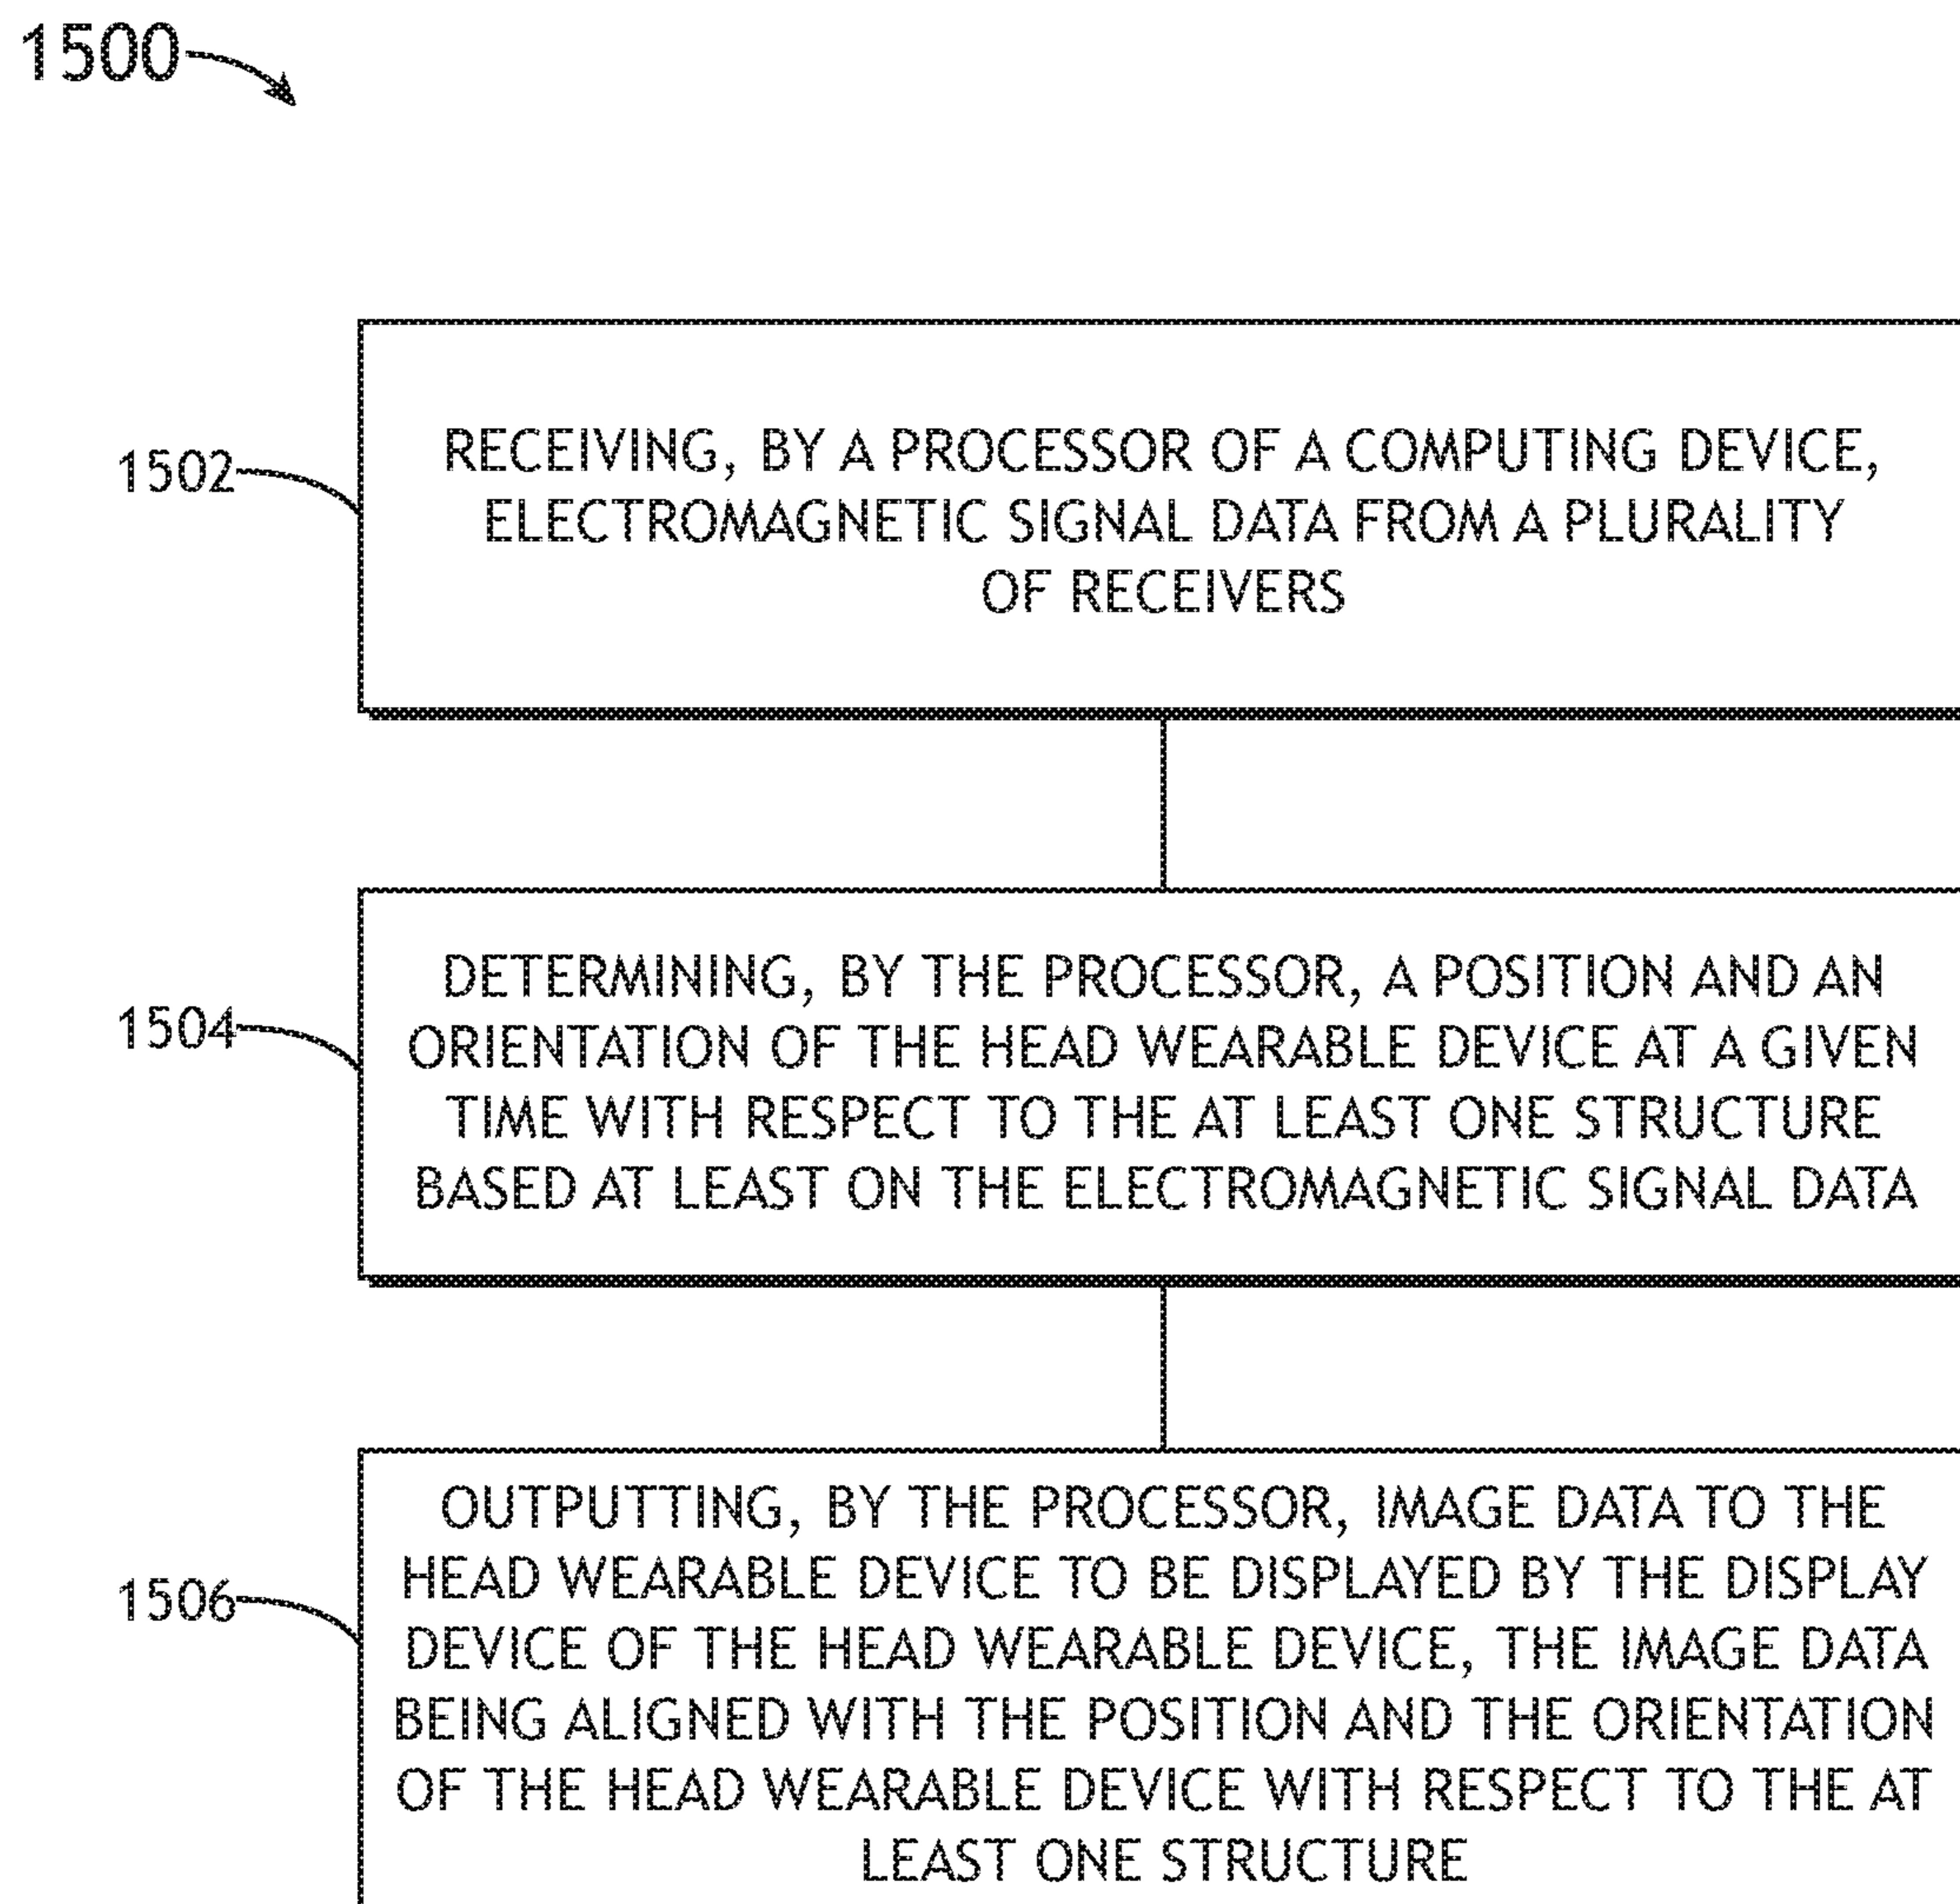 1500
1502
RECEIVING, BY A PROCESSOR OF A COMPUTING DEVICE,
ELECTROMAGNETIC SIGNAL DATA FROM A PLURALITY
OF RECEIVERS
1504
DETERMINING, BY THE PROCESSOR, A POSITION AND AN
ORIENTATION OF THE HEAD WEARABLE DEVICE AT A GIVEN
TIME WITH RESPECT TO THE AT LEAST ONE STRUCTURE
BASED AT LEAST ON THE ELECTROMAGNETIC SIGNAL DATA
1506
OUTPUTTING, BY THE PROCESSOR, IMAGE DATA TO THE
HEAD WEARABLE DEVICE TO BE DISPLAYED BY THE DISPLAY
DEVICE OF THE HEAD WEARABLE DEVICE, THE IMAGE DATA
BEING ALIGNED WITH THE POSITION AND THE ORIENTATION
OF THE HEAD WEARABLE DEVICE WITH RESPECT TO THE AT
LEAST ONE STRUCTURE